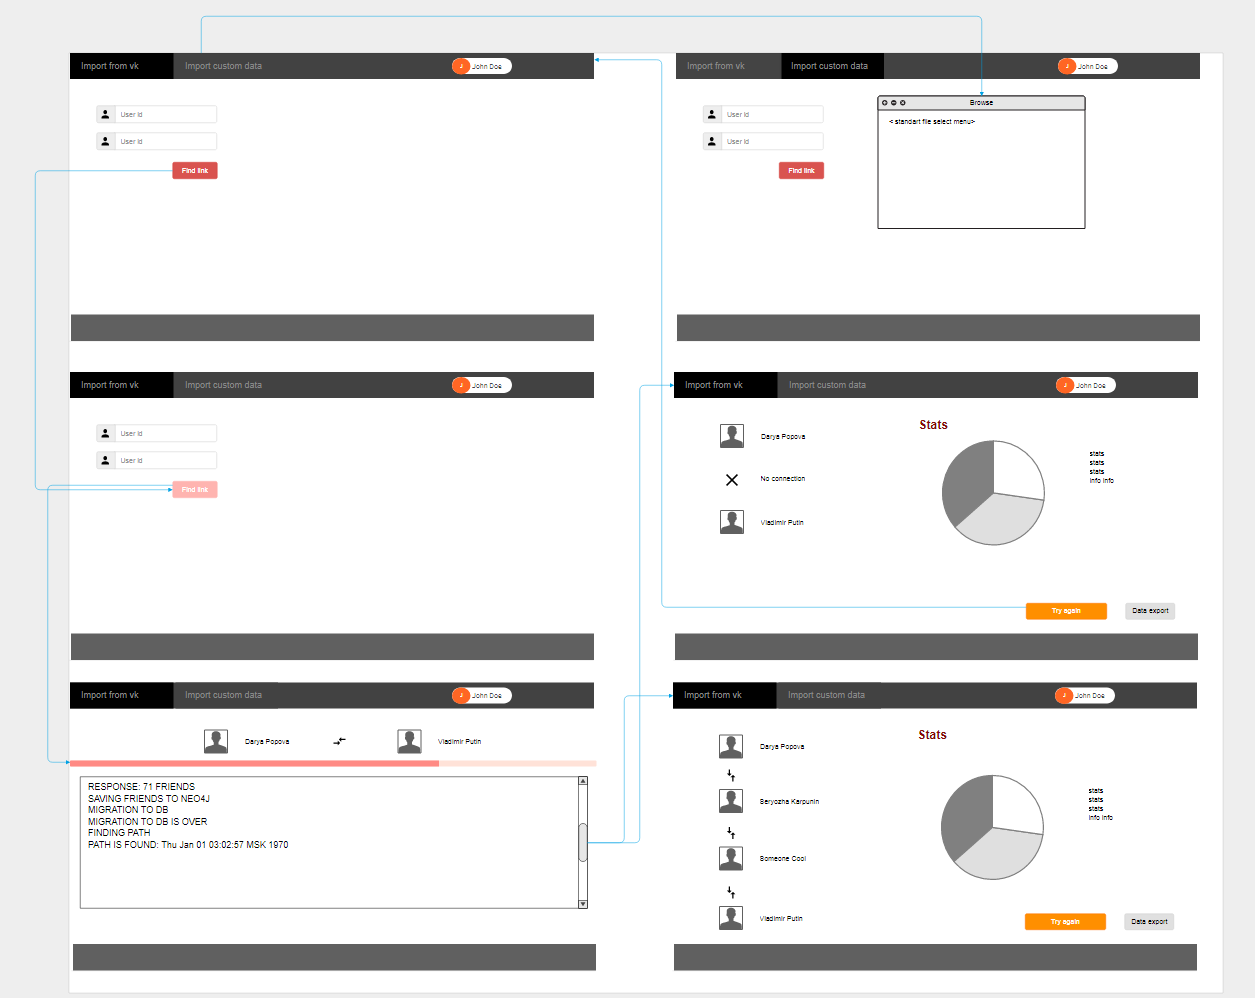 Import from vk
Import custom data
J
John Doe
User id
User id
Find link
Import from vk
Import custom data
J
John Doe
User id
User id
Find link
Browse
< standart file select menu>
Import from vk
Import custom data
J
John Doe
User id
User id
Find link
Import from vk
Import custom data
J
John Doe
Darya Popova
No connection
Vladimir Putin
Stats
stats
stats
stats
info info
Try again
Data export
Import from vk
Import custom data
J
John Doe
Darya Popova
Vladimir Putin
RESPONSE: 71 FRIENDS
SAVING FRIENDS TO NEO4J
MIGRATION TO DB
MIGRATION TO DB IS OVER
FINDING PATH
PATH IS FOUND: Thu Jan 01 03:02:57 MSK 1970
Import from vk
Import custom data
J
John Doe
Darya Popova
Seryozha Karpunin
Someone Cool
Vladimir Putin
Stats
stats
stats
stats
info info
Try again
Data export